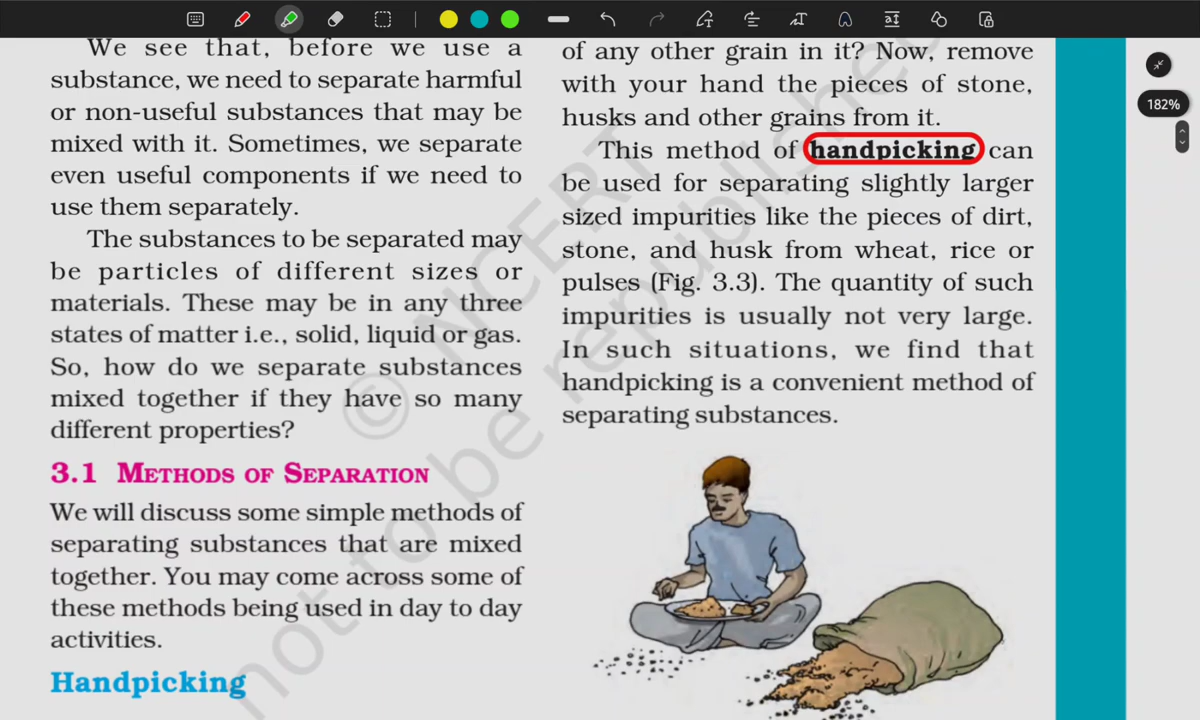 182%
We see that, before we use a
substance, we need to separate harmful
or non-useful substances that may be
mixed with it. Sometimes, we separate
even useful components if we need to
use them separately.
The substances to be separated may
be particles of different sizes or
materials. These may be in any three
states of matter i.e., solid, liquid or gas.
So, how do we separate substances
mixed together if they have so many
different properties?
3.1 METHODS OF SEPARATION
We will discuss some simple methods of
separating substances that are mixed
together. You may come across some of
these methods being used in day to day
activities.
Handpicking
of any other grain in it? Now, remove
with your hand the pieces of stone,
husks and other grains from it.
This method of handpicking can
be used for separating slightly larger
sized impurities like the pieces of dirt,
stone, and husk from wheat, rice or
pulses (Fig. 3.3). The quantity of such
impurities is usually not very large.
In such situations, we find that
handpicking is a convenient method of
separating substances.
© NCERT
not to be republished